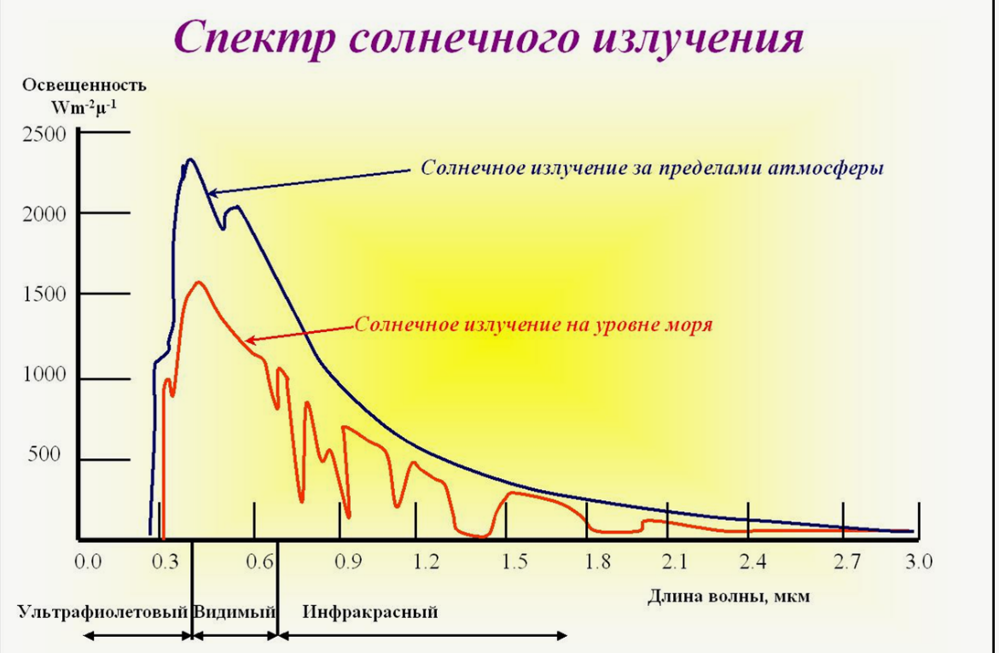 Спектр солнечного излучения
Освещенность
Wm⁻²μ⁻¹
2500
2000
1500
1000
500
Солнечное излучение за пределами атмосферы
Солнечное излучение на уровне моря
0.0 0.3 0.6 0.9 1.2 1.5 1.8 2.1 2.4 2.7 3.0
Длина волны, мкм
Ультрафиолетовый Видимый Инфракрасный